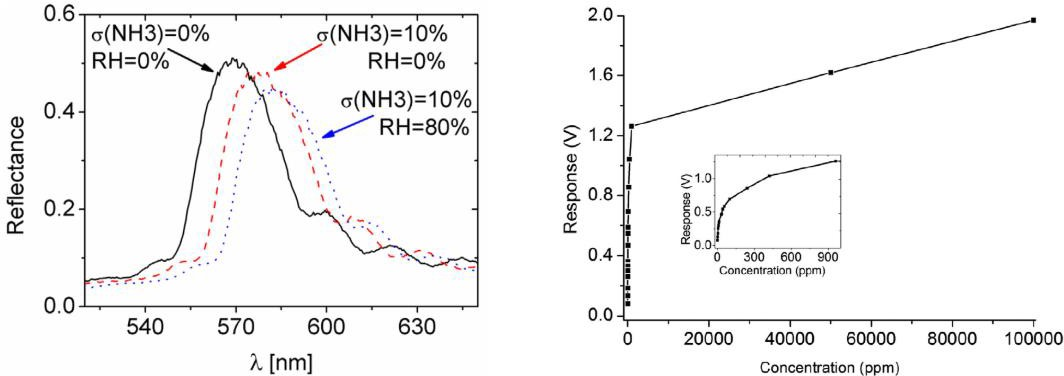 σ(NH3)=0%
RH=0%
σ(NH3)=10%
RH=0%
σ(NH3)=10%
RH=80%
Reflectance
0.6
0.4
0.2
0.0
540
570
600
630
λ [nm]
Response (V)
2.0
1.6
1.2
0.8
0.4
0.0
0
20000
40000
60000
80000
100000
Concentration (ppm)
Response (V)
1.0
0.5
0.0
0
300
600
900
Concentration (ppm)